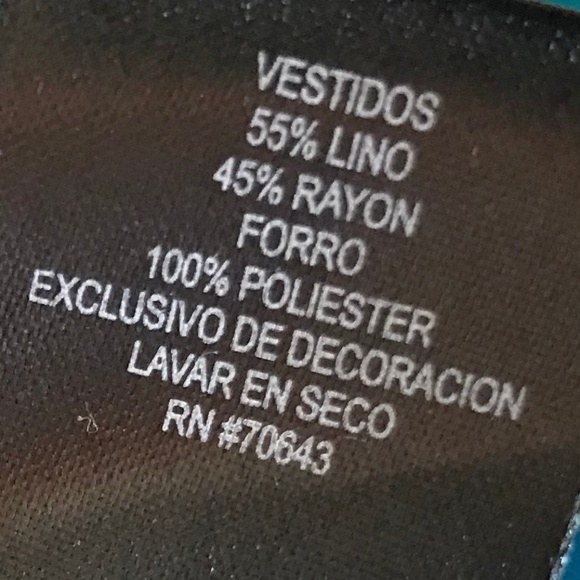 VESTIDOS
55% LINO
45% RAYON
FORRO
100% POLIESTER
EXCLUSIVO DE DECORACION
LAVAR EN SECO
RN #70643